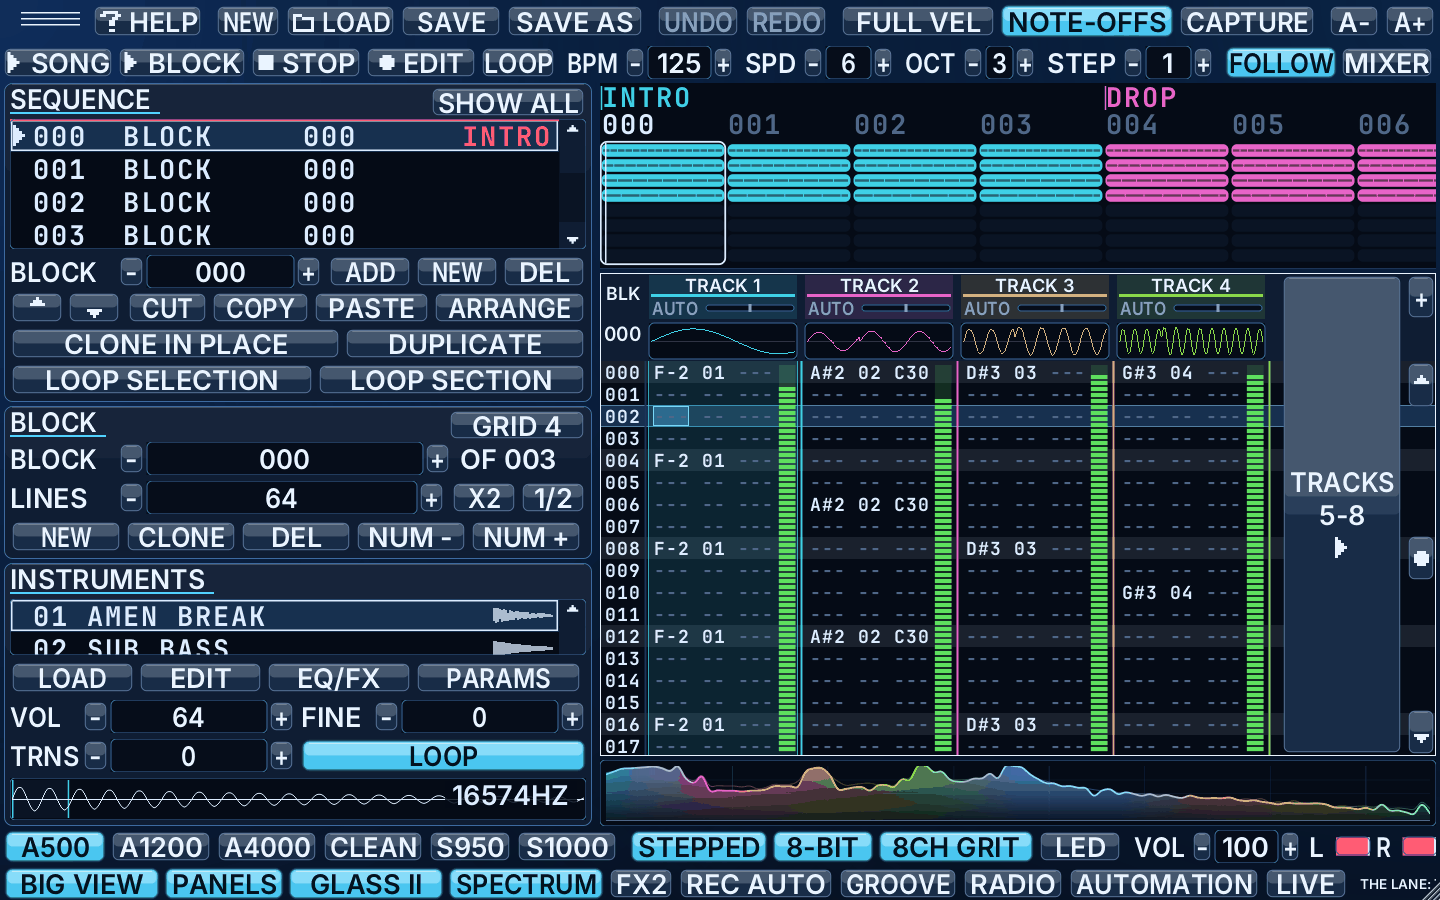 ? HELP NEW LOAD SAVE SAVE AS UNDO REDO FULL VEL NOTE-OFFS CAPTURE A- A+
SONG BLOCK STOP EDIT LOOP BPM - 125 + SPD - 6 + OCT - 3 + STEP - 1 + FOLLOW MIXER
SEQUENCE SHOW ALL
000 BLOCK 000 INTRO
001 BLOCK 000
002 BLOCK 000
003 BLOCK 000
BLOCK - 000 + ADD NEW DEL
CUT COPY PASTE ARRANGE
CLONE IN PLACE DUPLICATE
LOOP SELECTION LOOP SECTION
BLOCK GRID 4
BLOCK - 000 + OF 003
LINES - 64 + X2 1/2
NEW CLONE DEL NUM - NUM +
INSTRUMENTS
01 AMEN BREAK
02 SUB BASS
LOAD EDIT EQ/FX PARAMS
VOL - 64 + FINE - 0 +
TRNS - 0 + LOOP
16574HZ
INTRO DROP
000 001 002 003 004 005 006
BLK TRACK 1 TRACK 2 TRACK 3 TRACK 4 +
AUTO AUTO AUTO AUTO
000
000 F-2 01 --- A#2 02 C30 D#3 03 --- G#3 04 ---
001 --- -- --- --- -- --- --- -- --- --- -- ---
002 --- -- --- --- -- --- --- -- --- --- -- ---
003 --- -- --- --- -- --- --- -- --- --- -- ---
004 F-2 01 --- --- -- --- --- -- --- --- -- ---
005 --- -- --- --- -- --- --- -- --- --- -- ---
006 --- -- --- A#2 02 C30 --- -- --- --- -- ---
007 --- -- --- --- -- --- --- -- --- --- -- ---
008 F-2 01 --- --- -- --- D#3 03 --- --- -- ---
009 --- -- --- --- -- --- --- -- --- --- -- ---
010 --- -- --- --- -- --- --- -- --- G#3 04 ---
011 --- -- --- --- -- --- --- -- --- --- -- ---
012 F-2 01 --- A#2 02 C30 --- -- --- --- -- ---
013 --- -- --- --- -- --- --- -- --- --- -- ---
014 --- -- --- --- -- --- --- -- --- --- -- ---
015 --- -- --- --- -- --- --- -- --- --- -- ---
016 F-2 01 --- --- -- --- D#3 03 --- --- -- ---
017 --- -- --- --- -- --- --- -- --- --- -- ---
TRACKS
5-8
A500 A1200 A4000 CLEAN S950 S1000 STEPPED 8-BIT 8CH GRIT LED VOL - 100 + L R
BIG VIEW PANELS GLASS II SPECTRUM FX2 REC AUTO GROOVE RADIO AUTOMATION LIVE THE LANE: